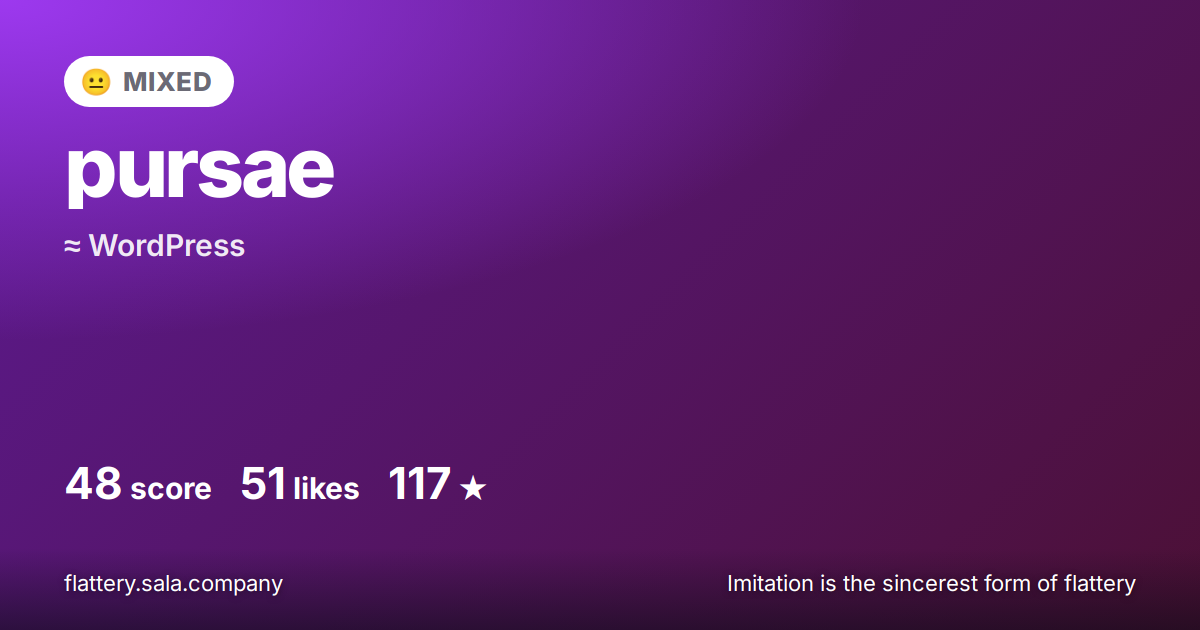 😐 MIXED
pursae
≈ WordPress
48 score 51 likes 117 ★
flattery.sala.company
Imitation is the sincerest form of flattery